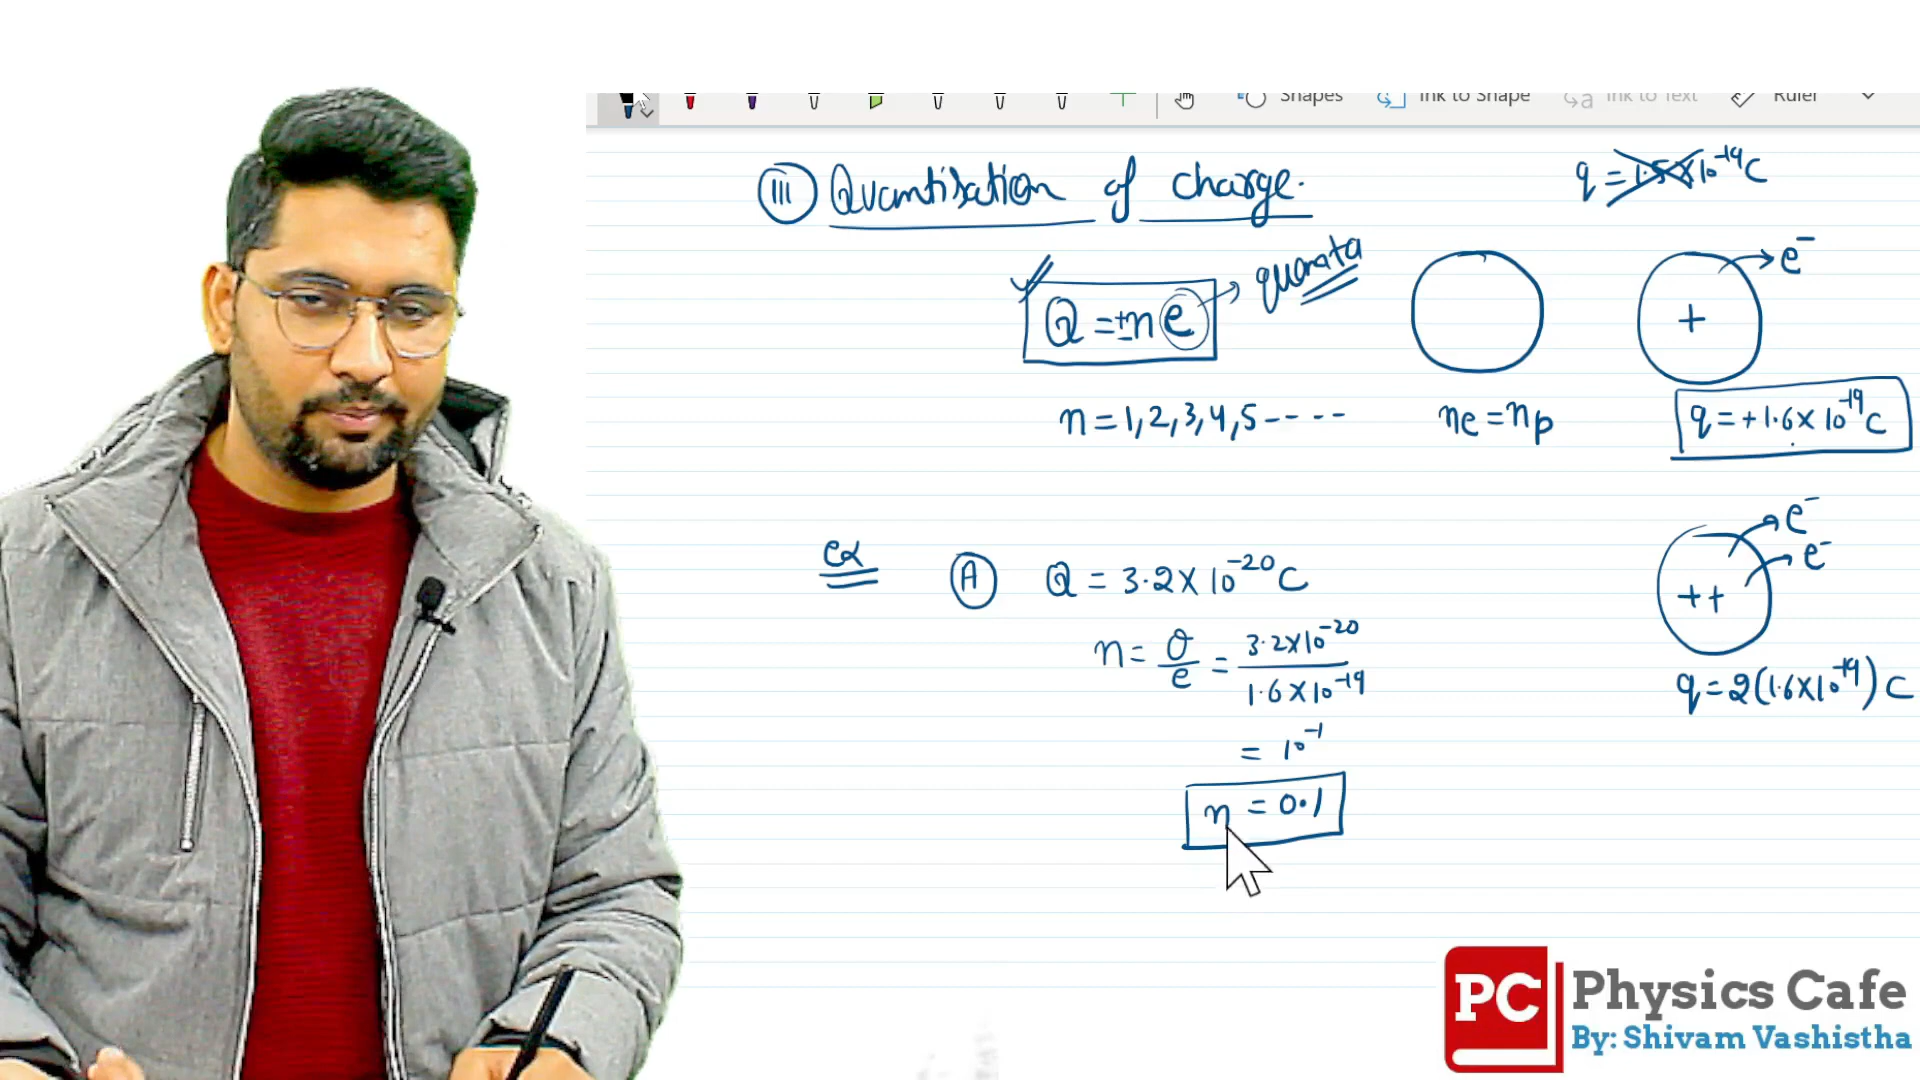 Shapes
Ink to Shape
Ink to Text
Ruler
III Quantisation of charge.
q = 1.5 × 10⁻¹⁹ C
Q = ±ne → quanta
e⁻
+
n = 1, 2, 3, 4, 5 - - - -
ne = np
q = + 1.6 × 10⁻¹⁹ C
ex
A Q = 3.2 × 10⁻²⁰ C
e⁻
e⁻
++
n = Q/e = 3.2×10⁻²⁰ / 1.6×10⁻¹⁹
q = 2(1.6×10⁻¹⁹) C
= 10⁻¹
n = 0.1
PC Physics Cafe
By: Shivam Vashistha